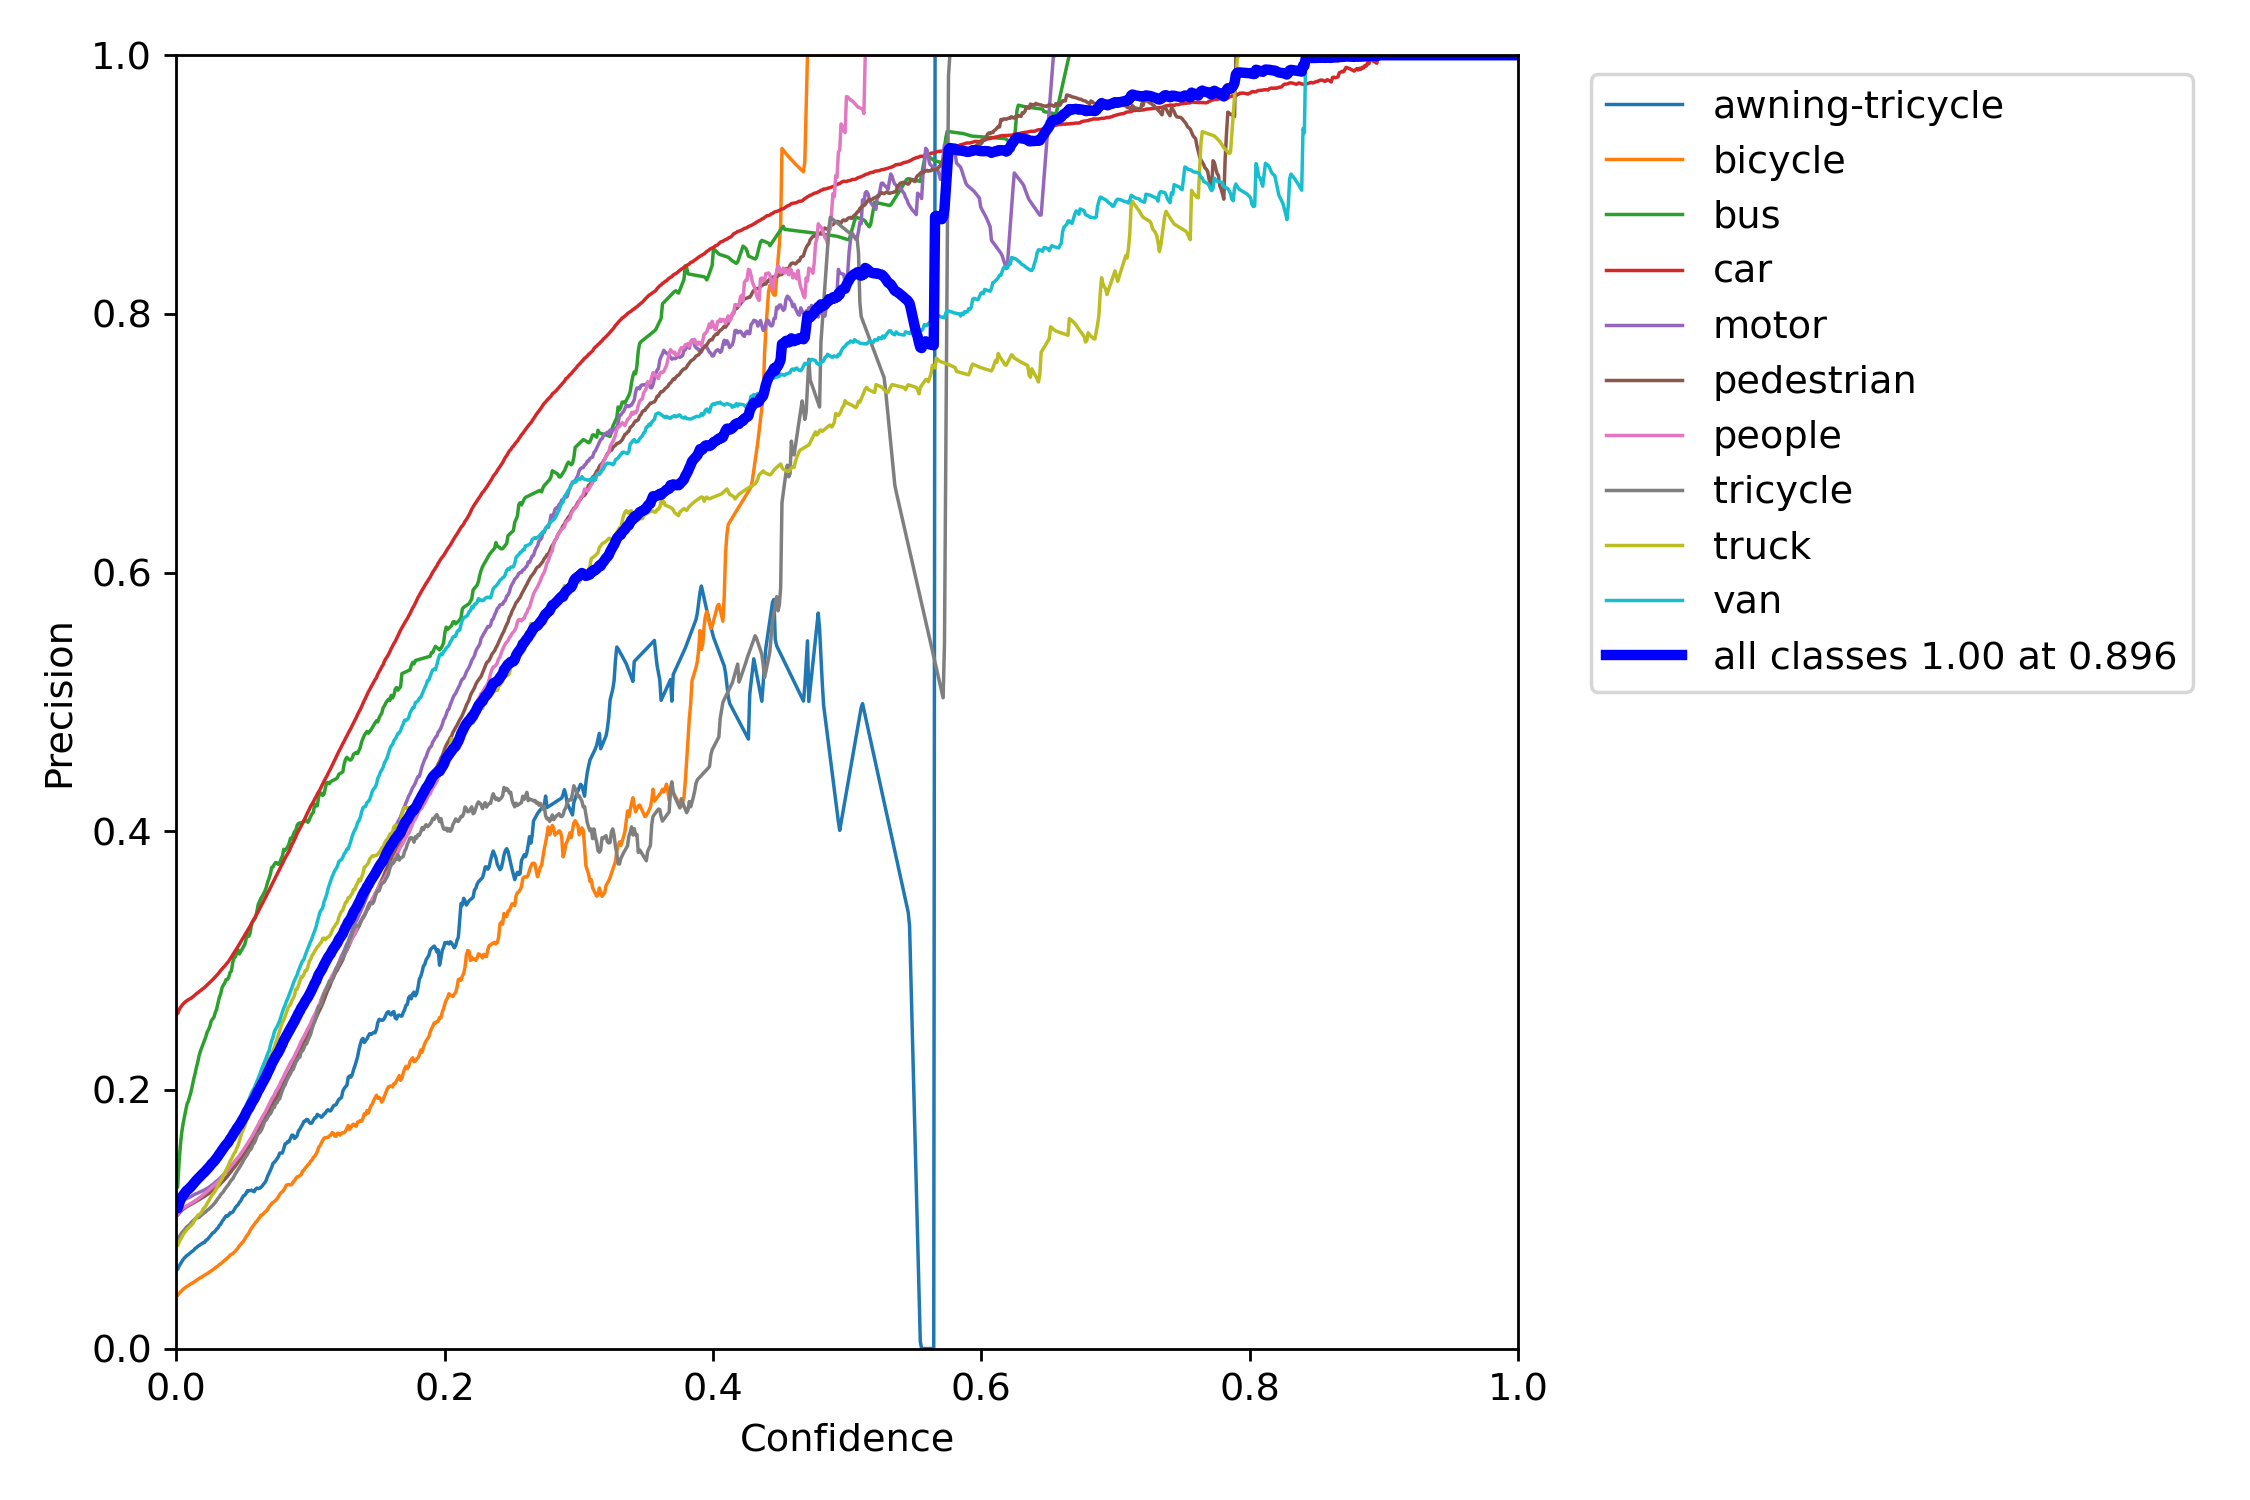 1.0
0.8
0.6
0.4
0.2
0.0
Precision
0.0 0.2 0.4 0.6 0.8 1.0
Confidence
awning-tricycle
bicycle
bus
car
motor
pedestrian
people
tricycle
truck
van
all classes 1.00 at 0.896